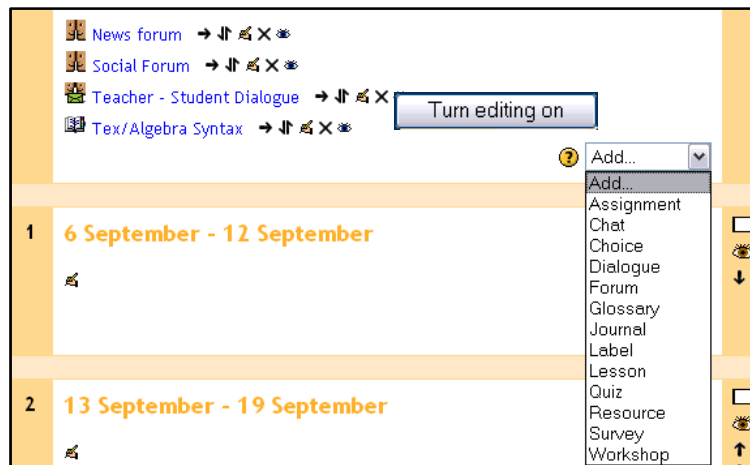 News forum
Social Forum
Teacher - Student Dialogue
Turn editing on
Tex/Algebra Syntax
? Add...
Add...
Assignment
Chat
Choice
Dialogue
Forum
Glossary
Journal
Label
Lesson
Quiz
Resource
Survey
Workshop
1 6 September - 12 September
2 13 September - 19 September